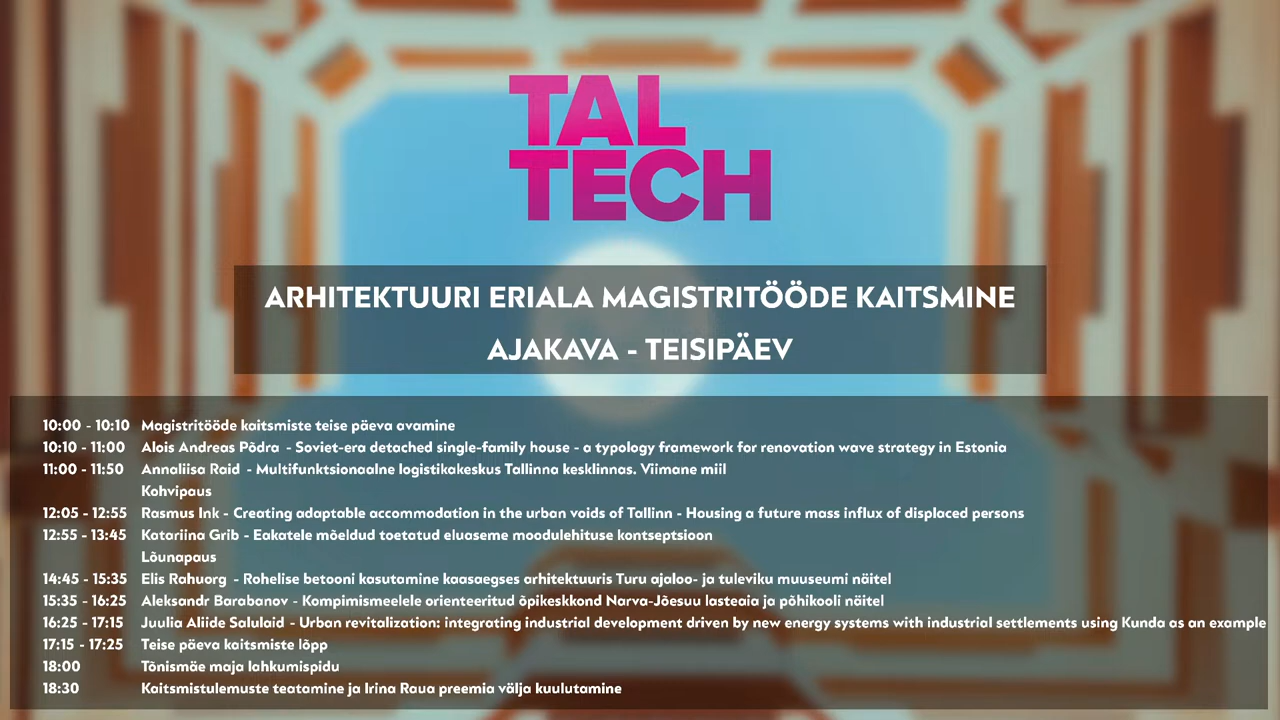 TAL
TECH
ARHITEKTUURI ERIALA MAGISTRITÖÖDE KAITSMINE
AJAKAVA - TEISIPÄEV
10:00 - 10:10 Magistritööde kaitsmiste teise päeva avamine
10:10 - 11:00 Alois Andreas Põdra - Soviet-era detached single-family house - a typology framework for renovation wave strategy in Estonia
11:00 - 11:50 Annaliisa Raid - Multifunktsionaalne logistikakeskus Tallinna kesklinnas. Viimane miil
Kohvipaus
12:05 - 12:55 Rasmus Ink - Creating adaptable accommodation in the urban voids of Tallinn - Housing a future mass influx of displaced persons
12:55 - 13:45 Katariina Grib - Eakatele mõeldud toetatud eluaseme moodulehituse kontseptsioon
Lõunapaus
14:45 - 15:35 Elis Rahuorg - Rohelise betooni kasutamine kaasaegses arhitektuuris Turu ajaloo- ja tuleviku muuseumi näitel
15:35 - 16:25 Aleksandr Barabanov - Kompimismeelele orienteeritud õpikeskkond Narva-Jõesuu lasteaia ja põhikooli näitel
16:25 - 17:15 Juulia Aliide Salulaid - Urban revitalization: integrating industrial development driven by new energy systems with industrial settlements using Kunda as an example
17:15 - 17:25 Teise päeva kaitsmiste lõpp
18:00 Tõnismäe maja lahkumispidu
18:30 Kaitsmistulemuste teatamine ja Irina Raua preemia välja kuulutamine